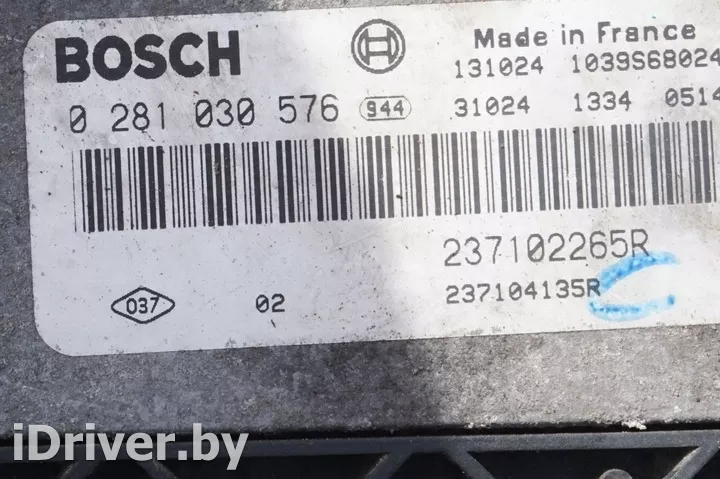 BOSCH
Made in France
131024 1039S68024
0 281 030 576 944 31024 1334 0514
237102265R
237104135R
037 02
iDriver.by